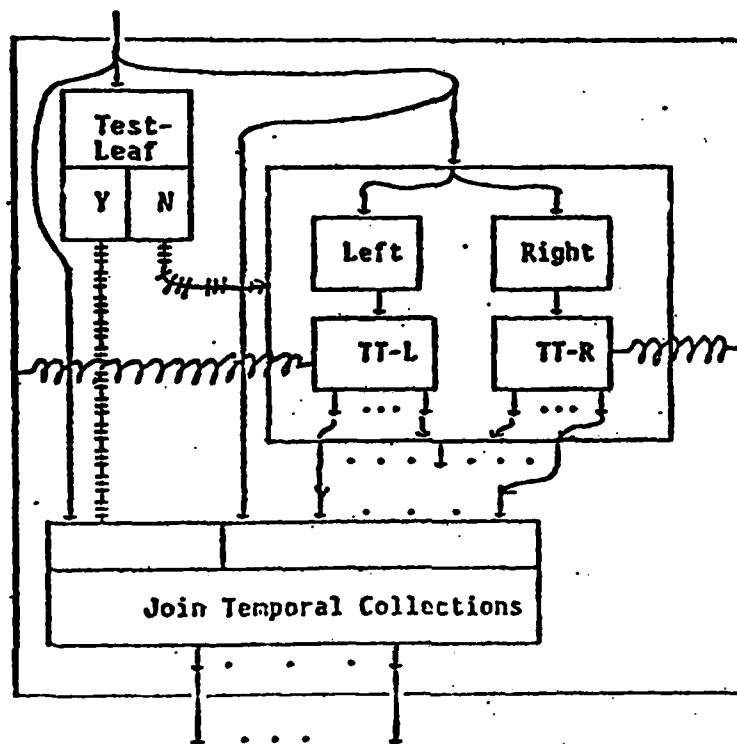 Test-
Leaf
Y
N
Left
Right
TT-L
TT-R
Join Temporal Collections